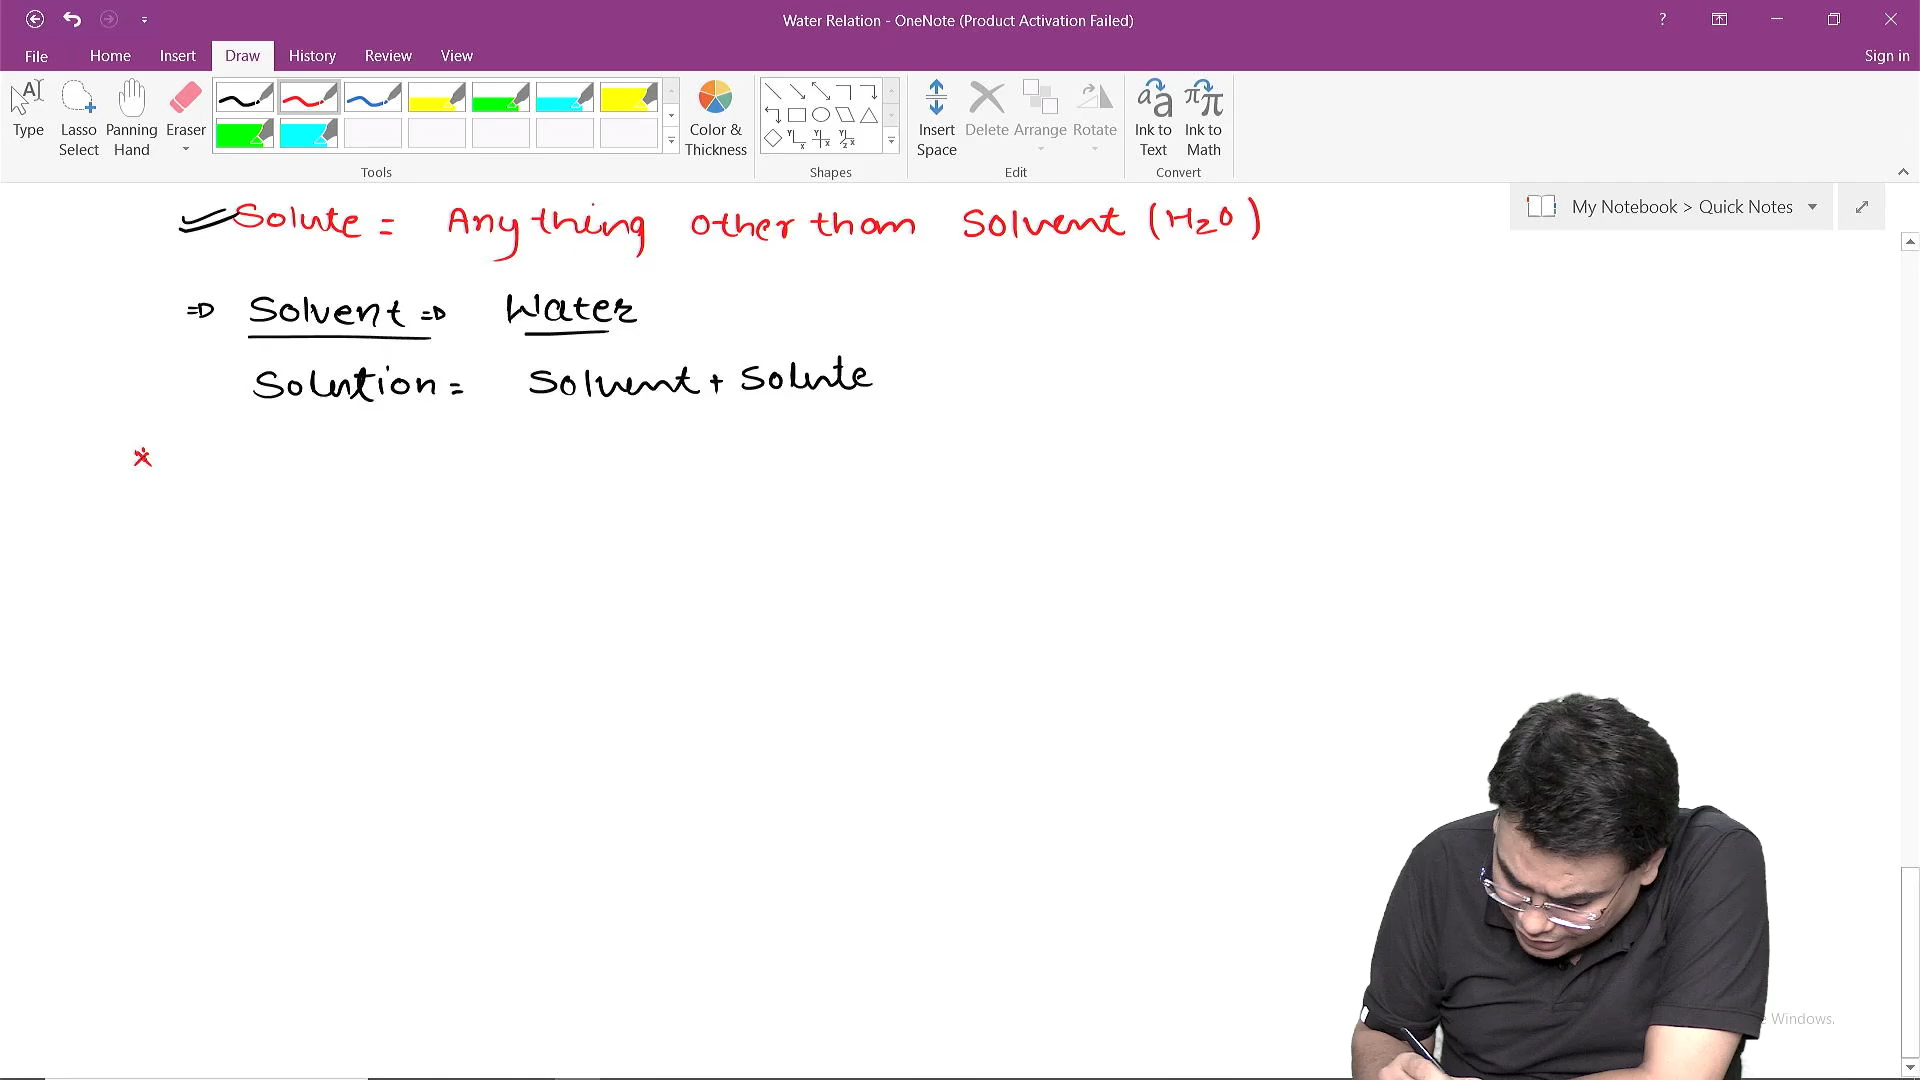 Water Relation - OneNote (Product Activation Failed)
?
File Home Insert Draw History Review View Sign in
Type
Lasso Select
Panning Hand
Eraser
Color & Thickness
Insert Space
Delete
Arrange
Rotate
Ink to Text
Ink to Math
Tools Shapes Edit Convert
My Notebook > Quick Notes
Solute = Anything other than Solvent (H2O)
⇒ Solvent ⇒ Water
Solution = Solvent + Solute
*
Windows.